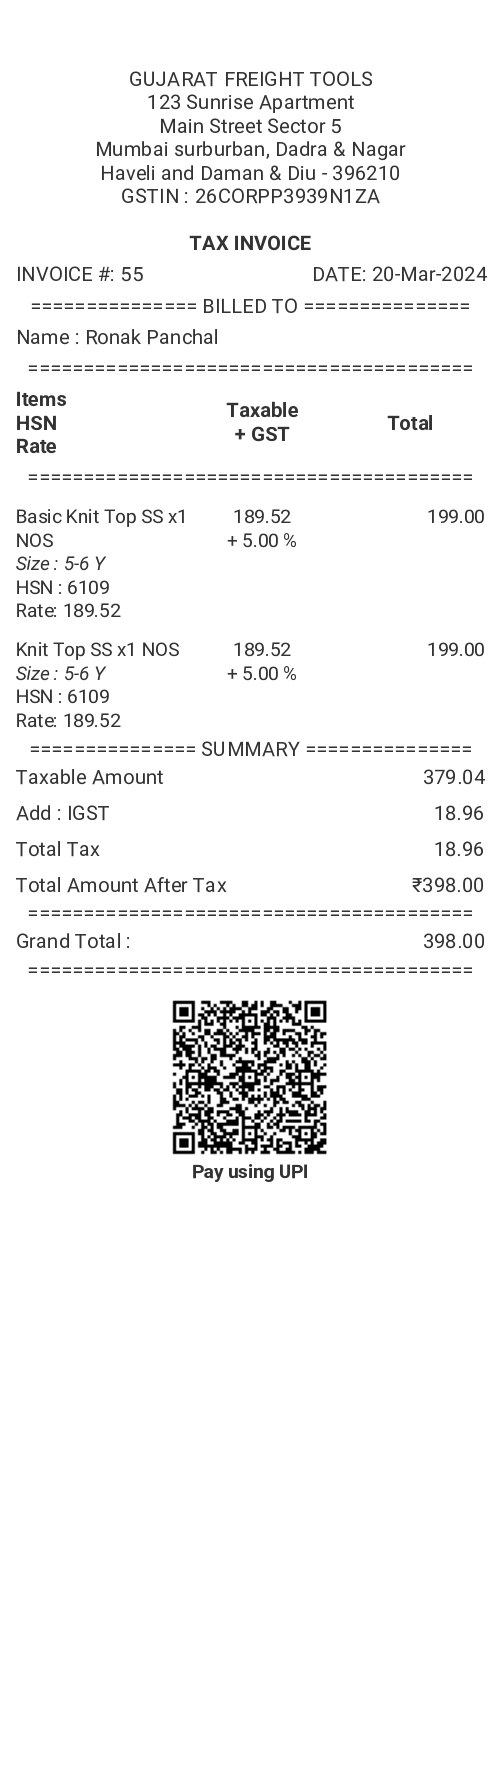 GUJARAT FREIGHT TOOLS
123 Sunrise Apartment
Main Street Sector 5
Mumbai surburban, Dadra & Nagar
Haveli and Daman & Diu - 396210
GSTIN : 26CORPP3939N1ZA
TAX INVOICE
INVOICE #: 55 DATE: 20-Mar-2024
=============== BILLED TO ===============
Name : Ronak Panchal
========================================
Items
HSN
Rate
Taxable
+ GST
Total
========================================
Basic Knit Top SS x1 189.52 199.00
NOS + 5.00 %
Size : 5-6 Y
HSN : 6109
Rate: 189.52
Knit Top SS x1 NOS 189.52 199.00
Size : 5-6 Y + 5.00 %
HSN : 6109
Rate: 189.52
=============== SUMMARY ===============
Taxable Amount 379.04
Add : IGST 18.96
Total Tax 18.96
Total Amount After Tax ₹398.00
========================================
Grand Total : 398.00
========================================
Pay using UPI